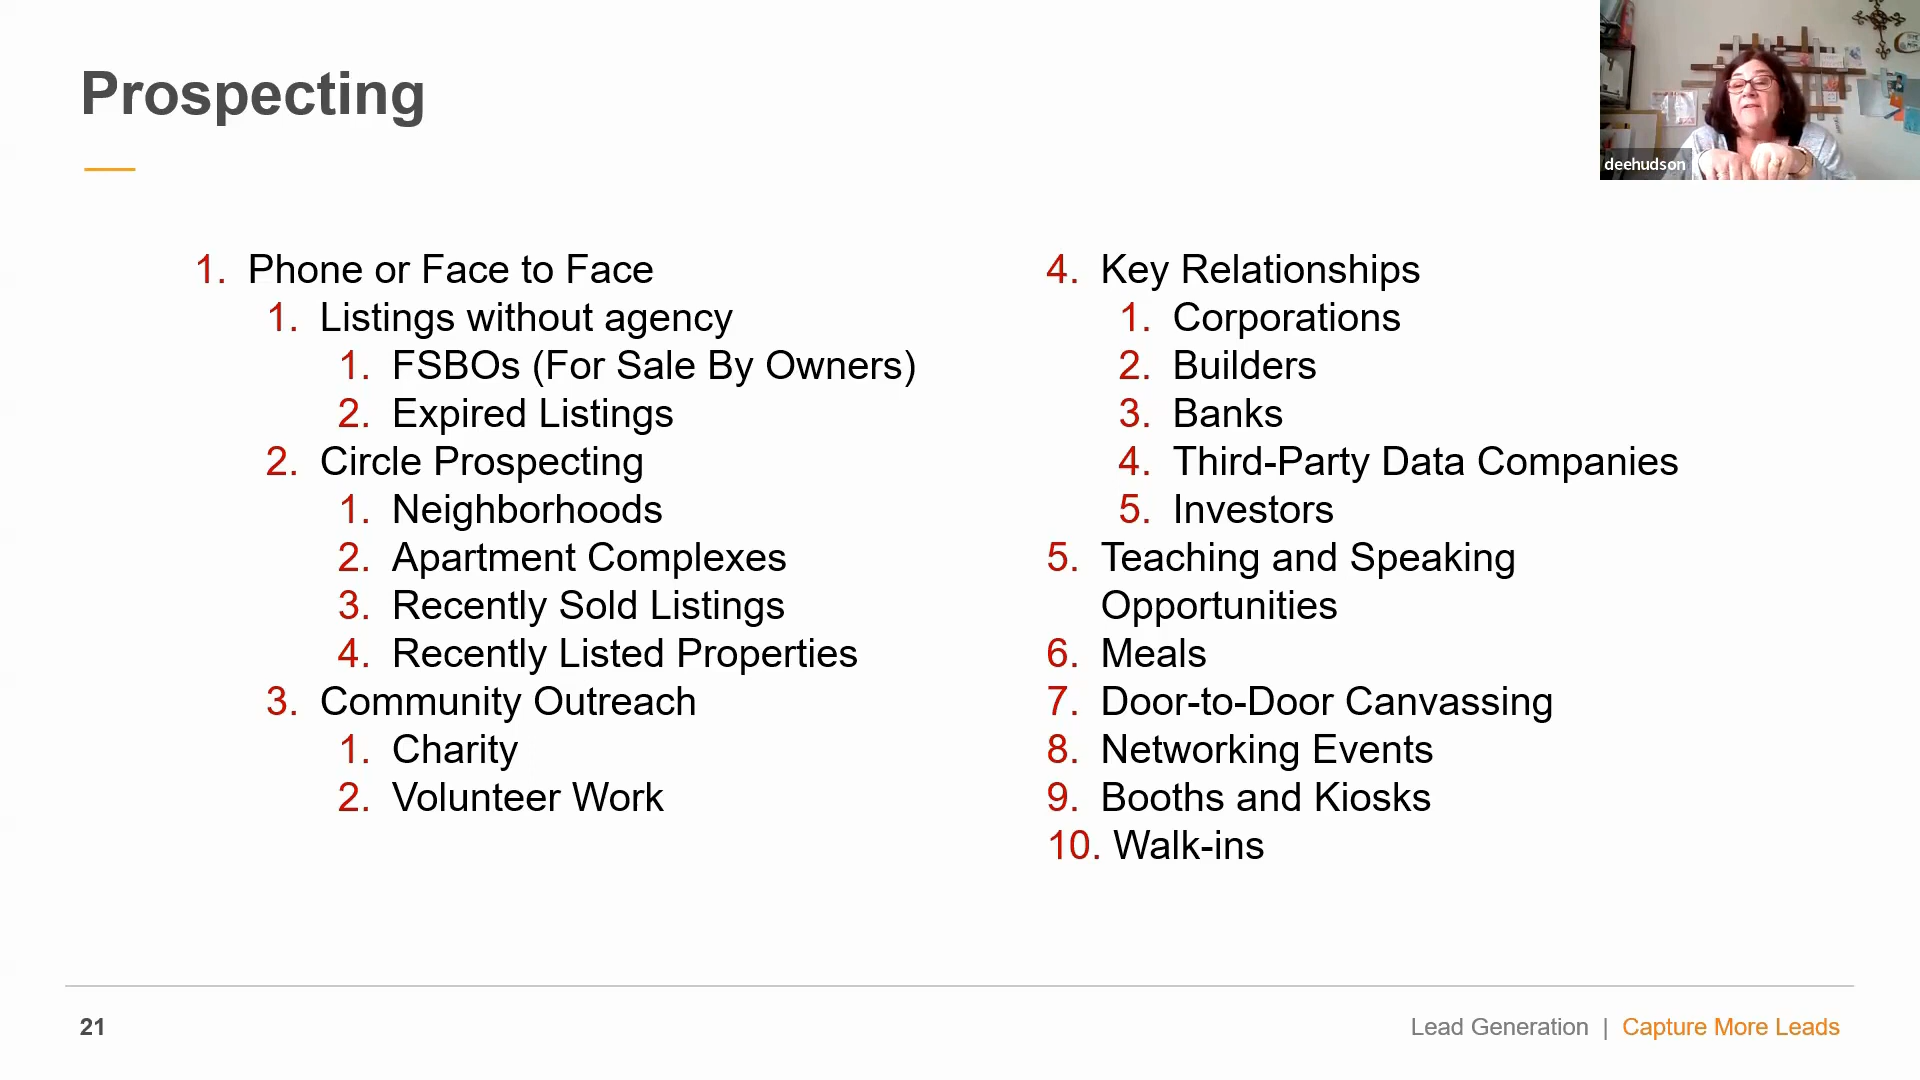 Prospecting
deehudson
1. Phone or Face to Face
1. Listings without agency
1. FSBOs (For Sale By Owners)
2. Expired Listings
2. Circle Prospecting
1. Neighborhoods
2. Apartment Complexes
3. Recently Sold Listings
4. Recently Listed Properties
3. Community Outreach
1. Charity
2. Volunteer Work
4. Key Relationships
1. Corporations
2. Builders
3. Banks
4. Third-Party Data Companies
5. Investors
5. Teaching and Speaking
Opportunities
6. Meals
7. Door-to-Door Canvassing
8. Networking Events
9. Booths and Kiosks
10. Walk-ins
21
Lead Generation | Capture More Leads